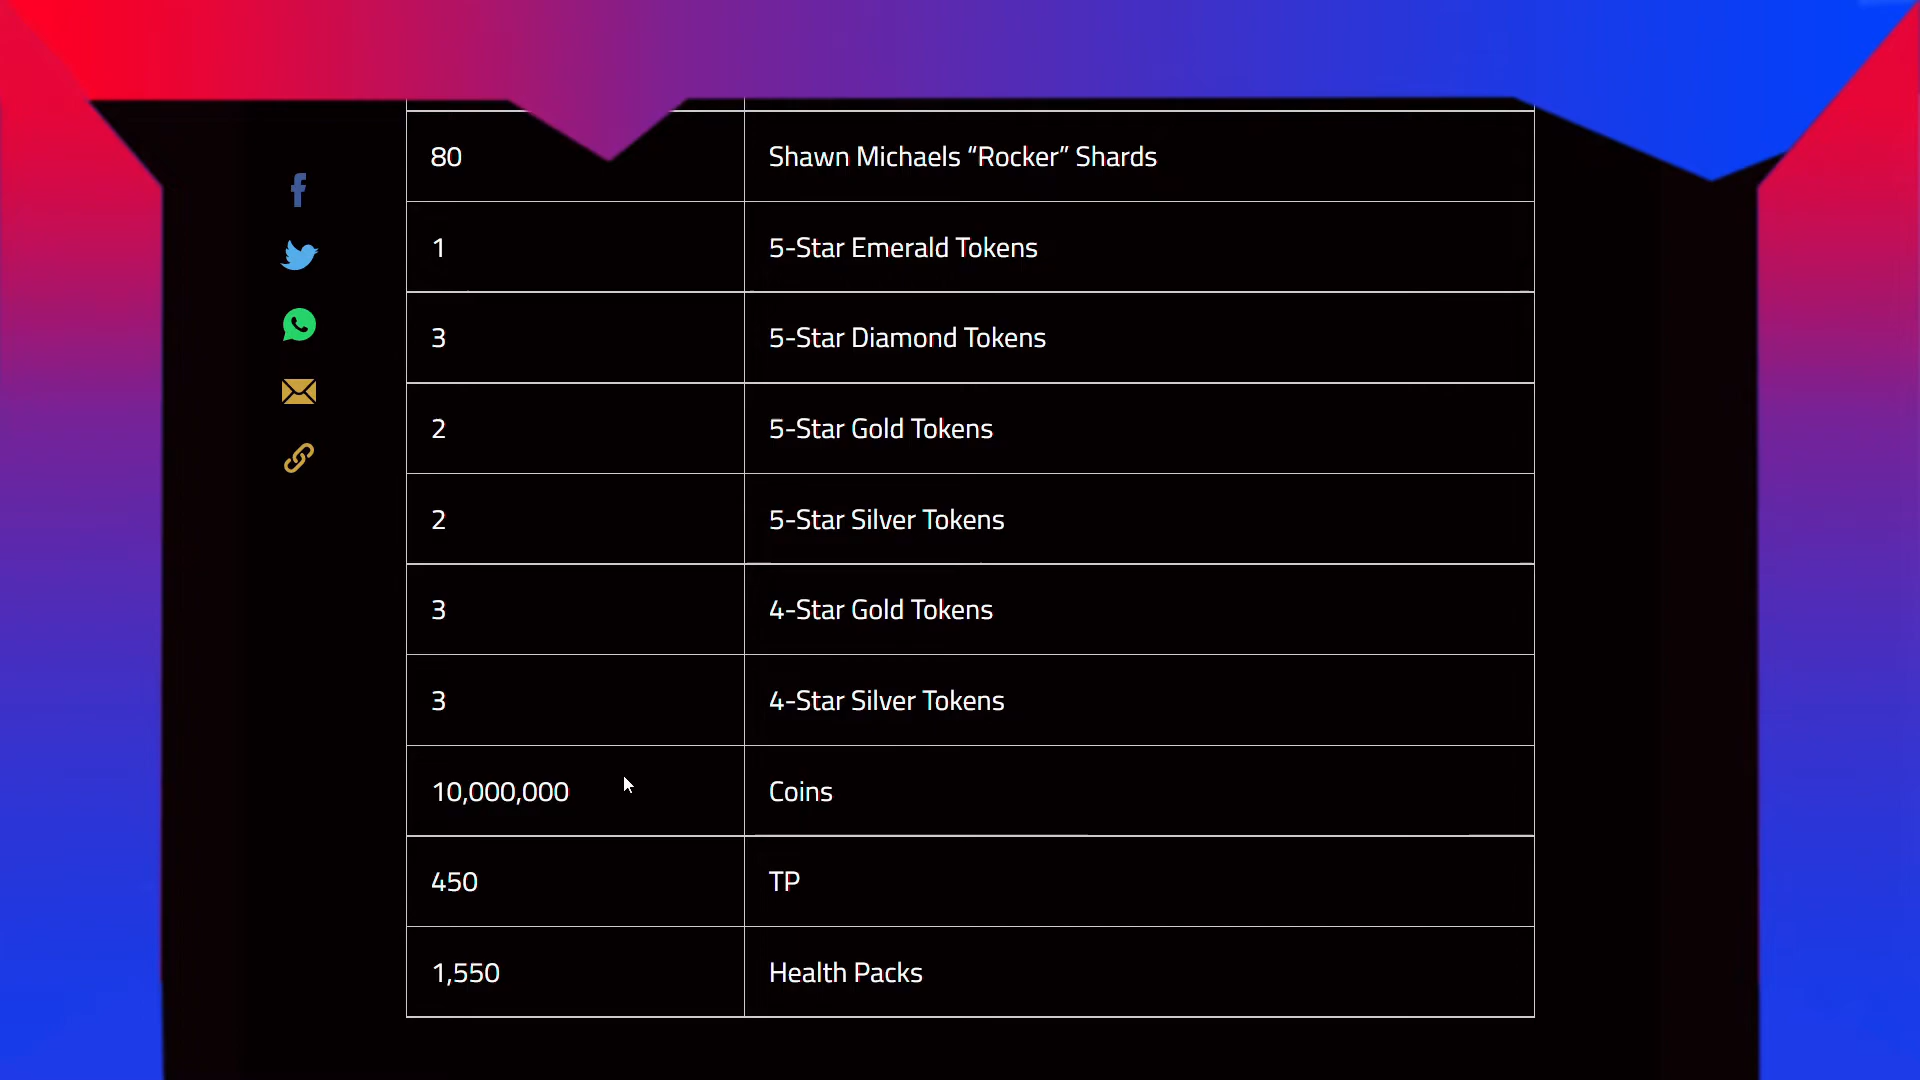 80 Shawn Michaels “Rocker” Shards
1 5-Star Emerald Tokens
3 5-Star Diamond Tokens
2 5-Star Gold Tokens
2 5-Star Silver Tokens
3 4-Star Gold Tokens
3 4-Star Silver Tokens
10,000,000 Coins
450 TP
1,550 Health Packs